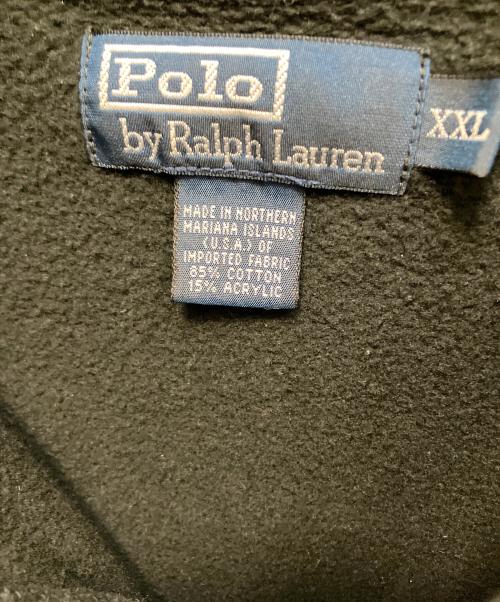 Polo
by Ralph Lauren
XXL
MADE IN NORTHERN
MARIANA ISLANDS
(U.S.A.) OF
IMPORTED FABRIC
85% COTTON
15% ACRYLIC